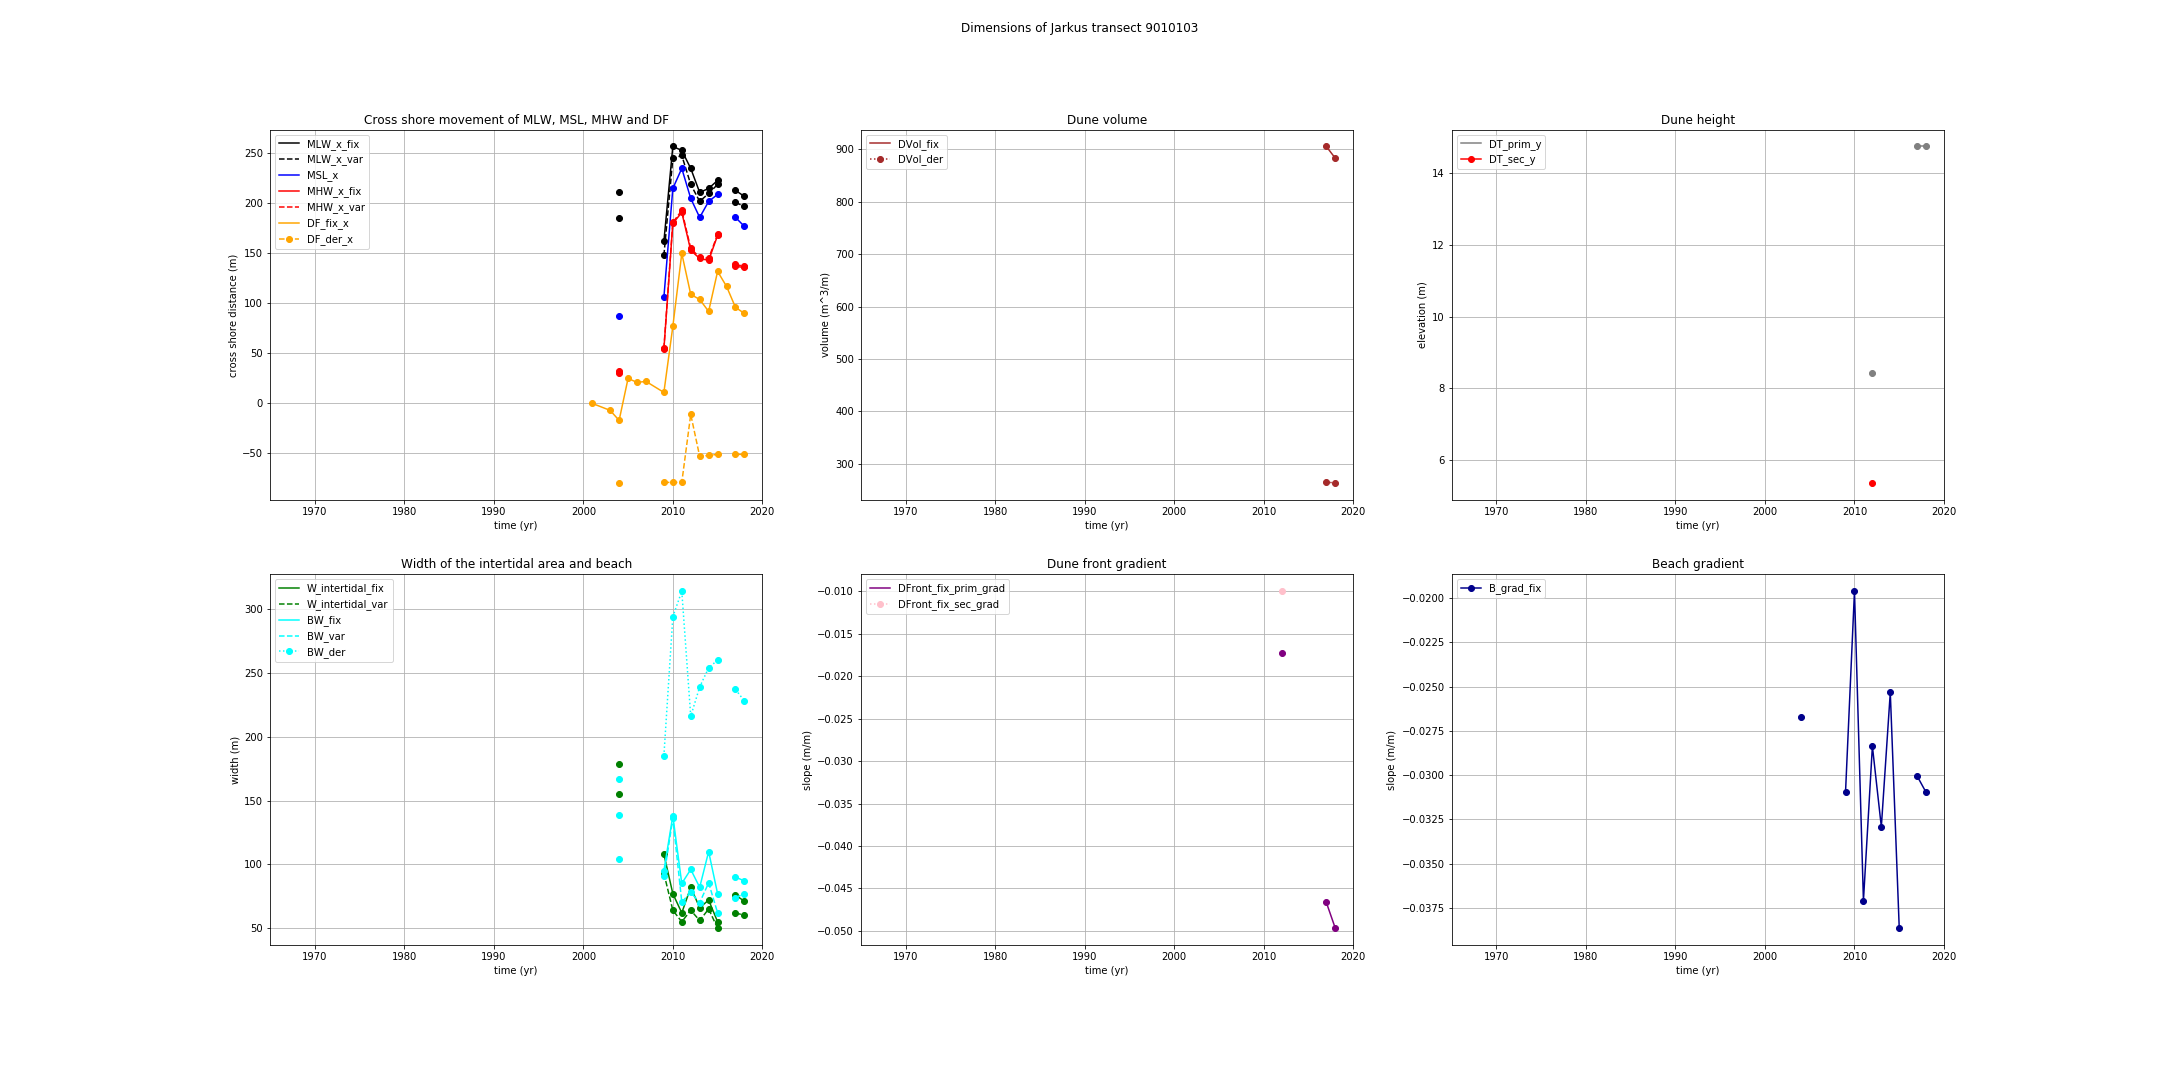 Dimensions of Jarkus transect 9010103
Cross shore movement of MLW, MSL, MHW and DF
MLW_x_fix
MLW_x_var
MSL_x
MHW_x_fix
MHW_x_var
DF_fix_x
DF_der_x
250
200
150
100
50
0
−50
cross shore distance (m)
1970 1980 1990 2000 2010 2020
time (yr)
Dune volume
DVol_fix
DVol_der
900
800
700
600
500
400
300
volume (m^3/m)
1970 1980 1990 2000 2010 2020
time (yr)
Dune height
DT_prim_y
DT_sec_y
14
12
10
8
6
elevation (m)
1970 1980 1990 2000 2010 2020
time (yr)
Width of the intertidal area and beach
W_intertidal_fix
W_intertidal_var
BW_fix
BW_var
BW_der
300
250
200
150
100
50
width (m)
1970 1980 1990 2000 2010 2020
time (yr)
Dune front gradient
DFront_fix_prim_grad
DFront_fix_sec_grad
−0.010
−0.015
−0.020
−0.025
−0.030
−0.035
−0.040
−0.045
−0.050
slope (m/m)
1970 1980 1990 2000 2010 2020
time (yr)
Beach gradient
B_grad_fix
−0.0200
−0.0225
−0.0250
−0.0275
−0.0300
−0.0325
−0.0350
−0.0375
slope (m/m)
1970 1980 1990 2000 2010 2020
time (yr)